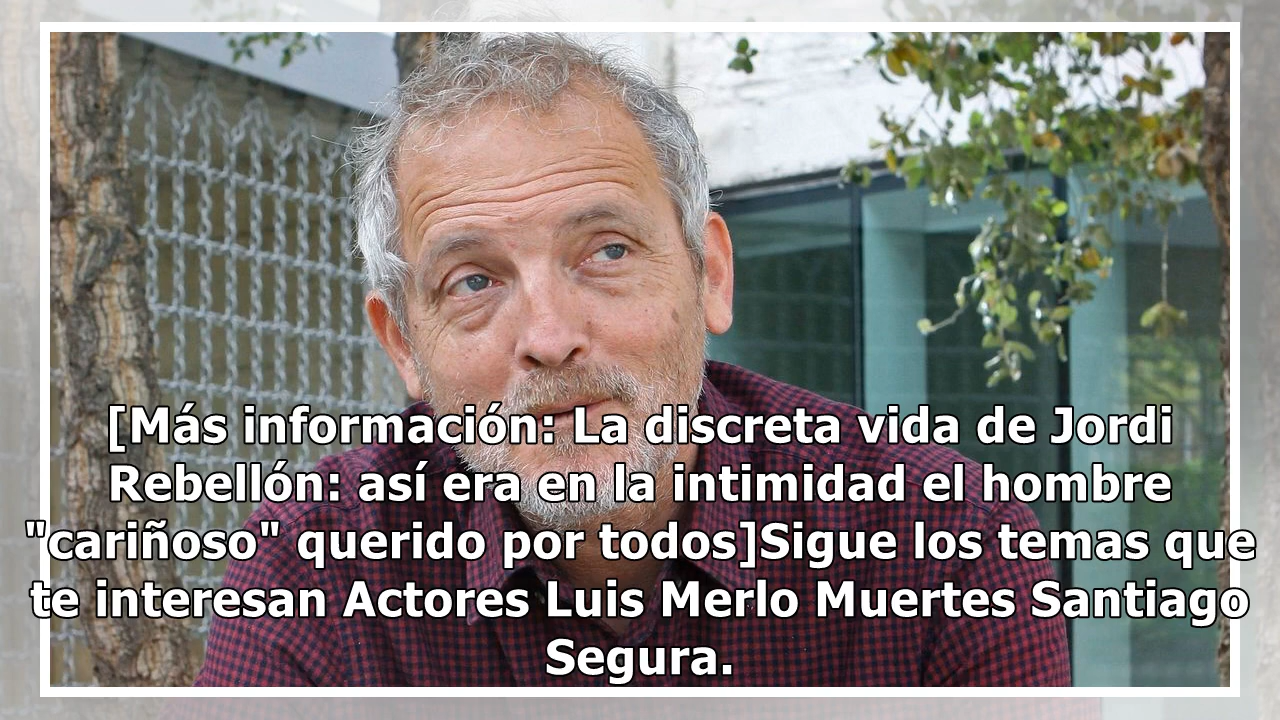 [Más información: La discreta vida de Jordi
Rebellón: así era en la intimidad el hombre
"cariñoso" querido por todos]Sigue los temas que
te interesan Actores Luis Merlo Muertes Santiago
Segura.